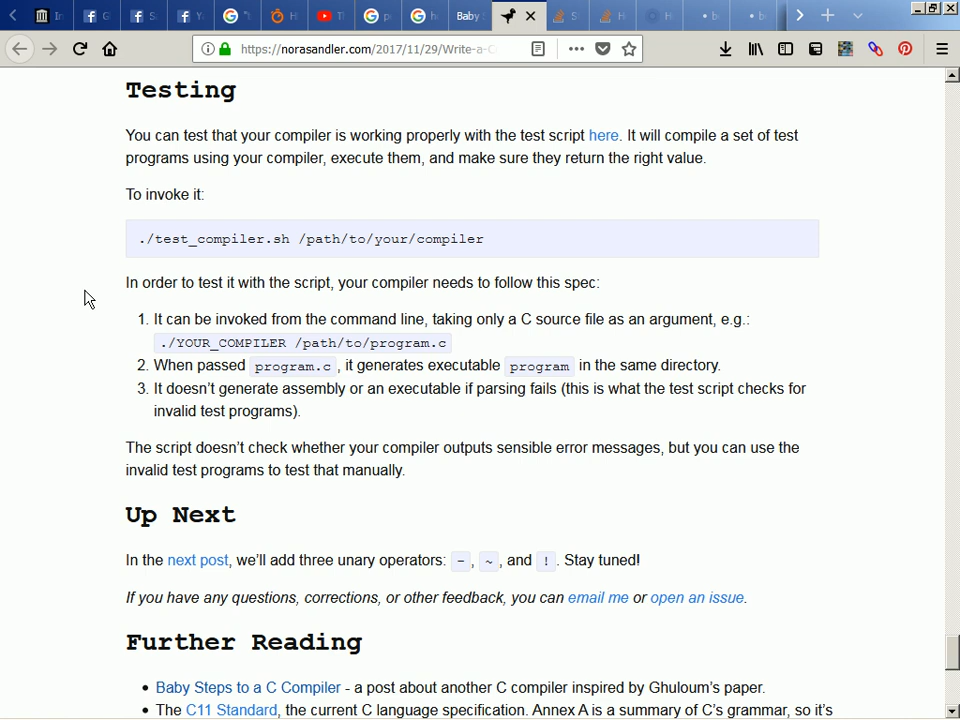 Baby
https://norasandler.com/2017/11/29/Write-a-C
Testing
You can test that your compiler is working properly with the test script here. It will compile a set of test
programs using your compiler, execute them, and make sure they return the right value.
To invoke it:
./test_compiler.sh /path/to/your/compiler
In order to test it with the script, your compiler needs to follow this spec:
1. It can be invoked from the command line, taking only a C source file as an argument, e.g.:
./YOUR_COMPILER /path/to/program.c
2. When passed program.c, it generates executable program in the same directory.
3. It doesn't generate assembly or an executable if parsing fails (this is what the test script checks for
invalid test programs).
The script doesn't check whether your compiler outputs sensible error messages, but you can use the
invalid test programs to test that manually.
Up Next
In the next post, we'll add three unary operators: -, ~, and !. Stay tuned!
If you have any questions, corrections, or other feedback, you can email me or open an issue.
Further Reading
• Baby Steps to a C Compiler - a post about another C compiler inspired by Ghuloum's paper.
• The C11 Standard, the current C language specification. Annex A is a summary of C's grammar, so it's